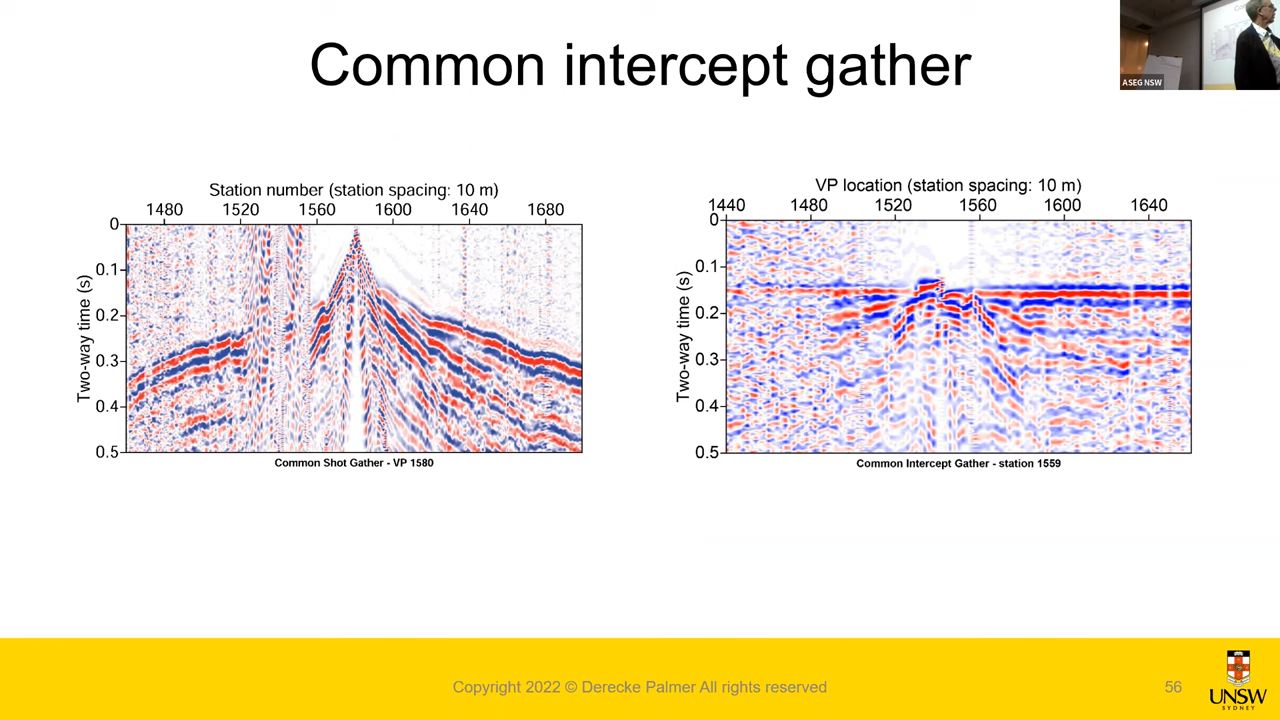 Common intercept gather
ASEG NSW
Station number (station spacing: 10 m)
1480 1520 1560 1600 1640 1680
0
0.1
0.2
0.3
0.4
0.5
Two-way time (s)
Common Shot Gather - VP 1580
VP location (station spacing: 10 m)
1440 1480 1520 1560 1600 1640
0
0.1
0.2
0.3
0.4
0.5
Two-way time (s)
Common Intercept Gather - station 1559
Copyright 2022 © Derecke Palmer All rights reserved
56
UNSW
SYDNEY